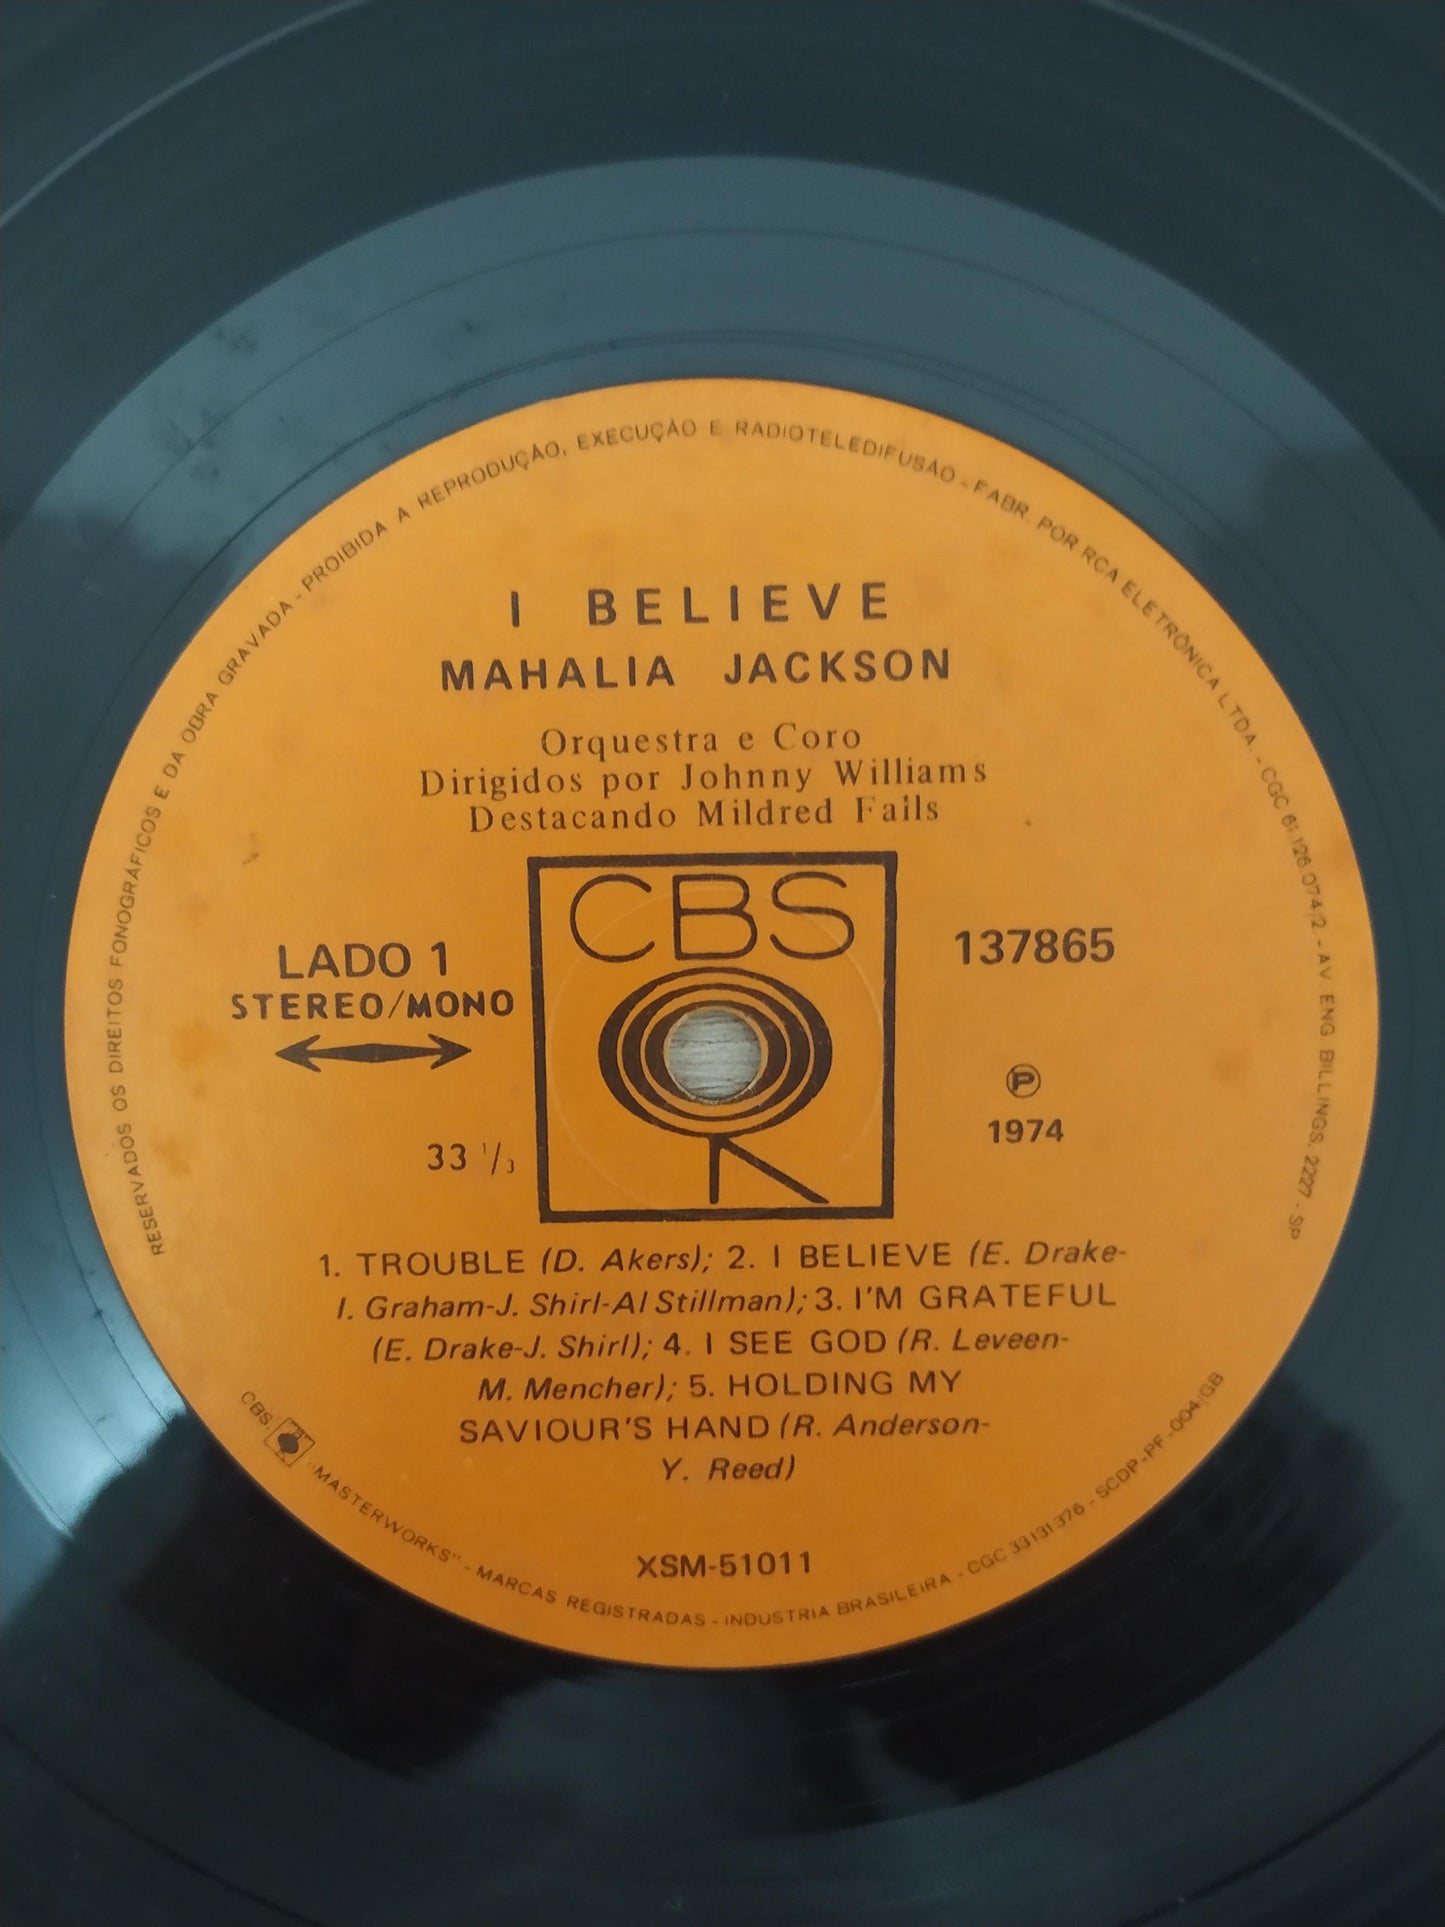 RESERVADOS OS DIREITOS FONOGRÁFICOS E DA OBRA GRAVADA - PROIBIDA A REPRODUÇÃO, EXECUÇÃO E RADIOTELEDIFUSÃO - FABR. POR RCA ELETRÔNICA LTDA. - CGC 61.126.074/2 - AV. ENG BILLINGS, 2227 - SP
I BELIEVE
MAHALIA JACKSON
Orquestra e Coro
Dirigidos por Johnny Williams
Destacando Mildred Falls
CBS
LADO 1
STEREO/MONO
137865
Ⓟ
1974
33 1/3
1. TROUBLE (D. Akers); 2. I BELIEVE (E. Drake-
I. Graham-J. Shirl-Al Stillman); 3. I'M GRATEFUL
(E. Drake-J. Shirl); 4. I SEE GOD (R. Leveen-
M. Mencher); 5. HOLDING MY
SAVIOUR'S HAND (R. Anderson-
Y. Reed)
XSM-51011
CBS "MASTERWORKS" - MARCAS REGISTRADAS - INDUSTRIA BRASILEIRA - CGC 33131376 - SCDP-PF-004/GB